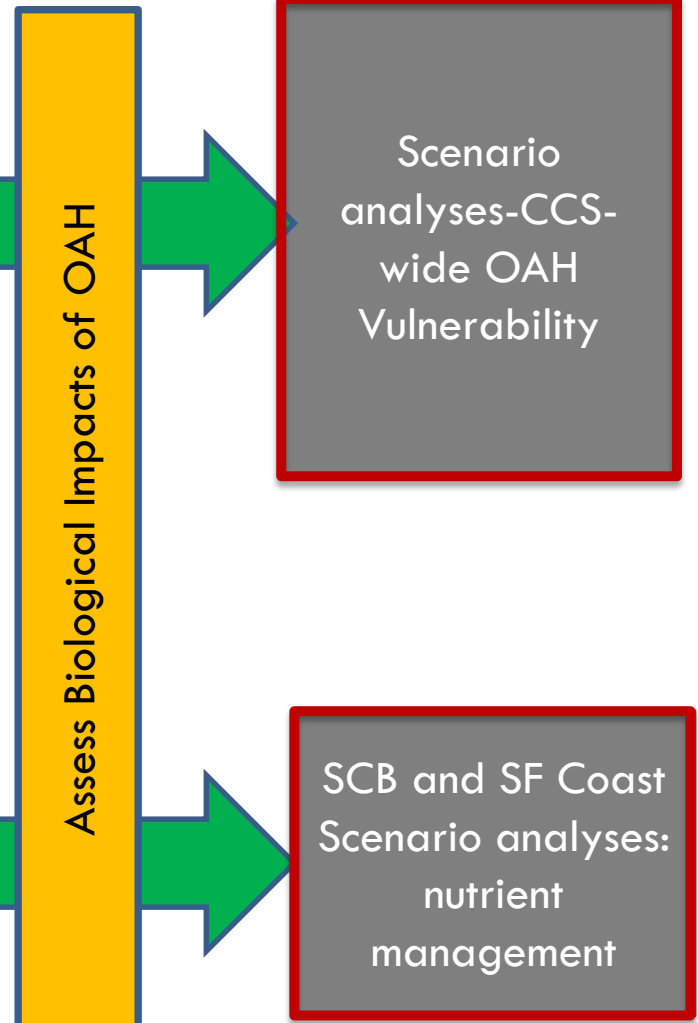 Assess Biological Impacts of OAH
Scenario
analyses-CCS-
wide OAH
Vulnerability
SCB and SF Coast
Scenario analyses:
nutrient
management